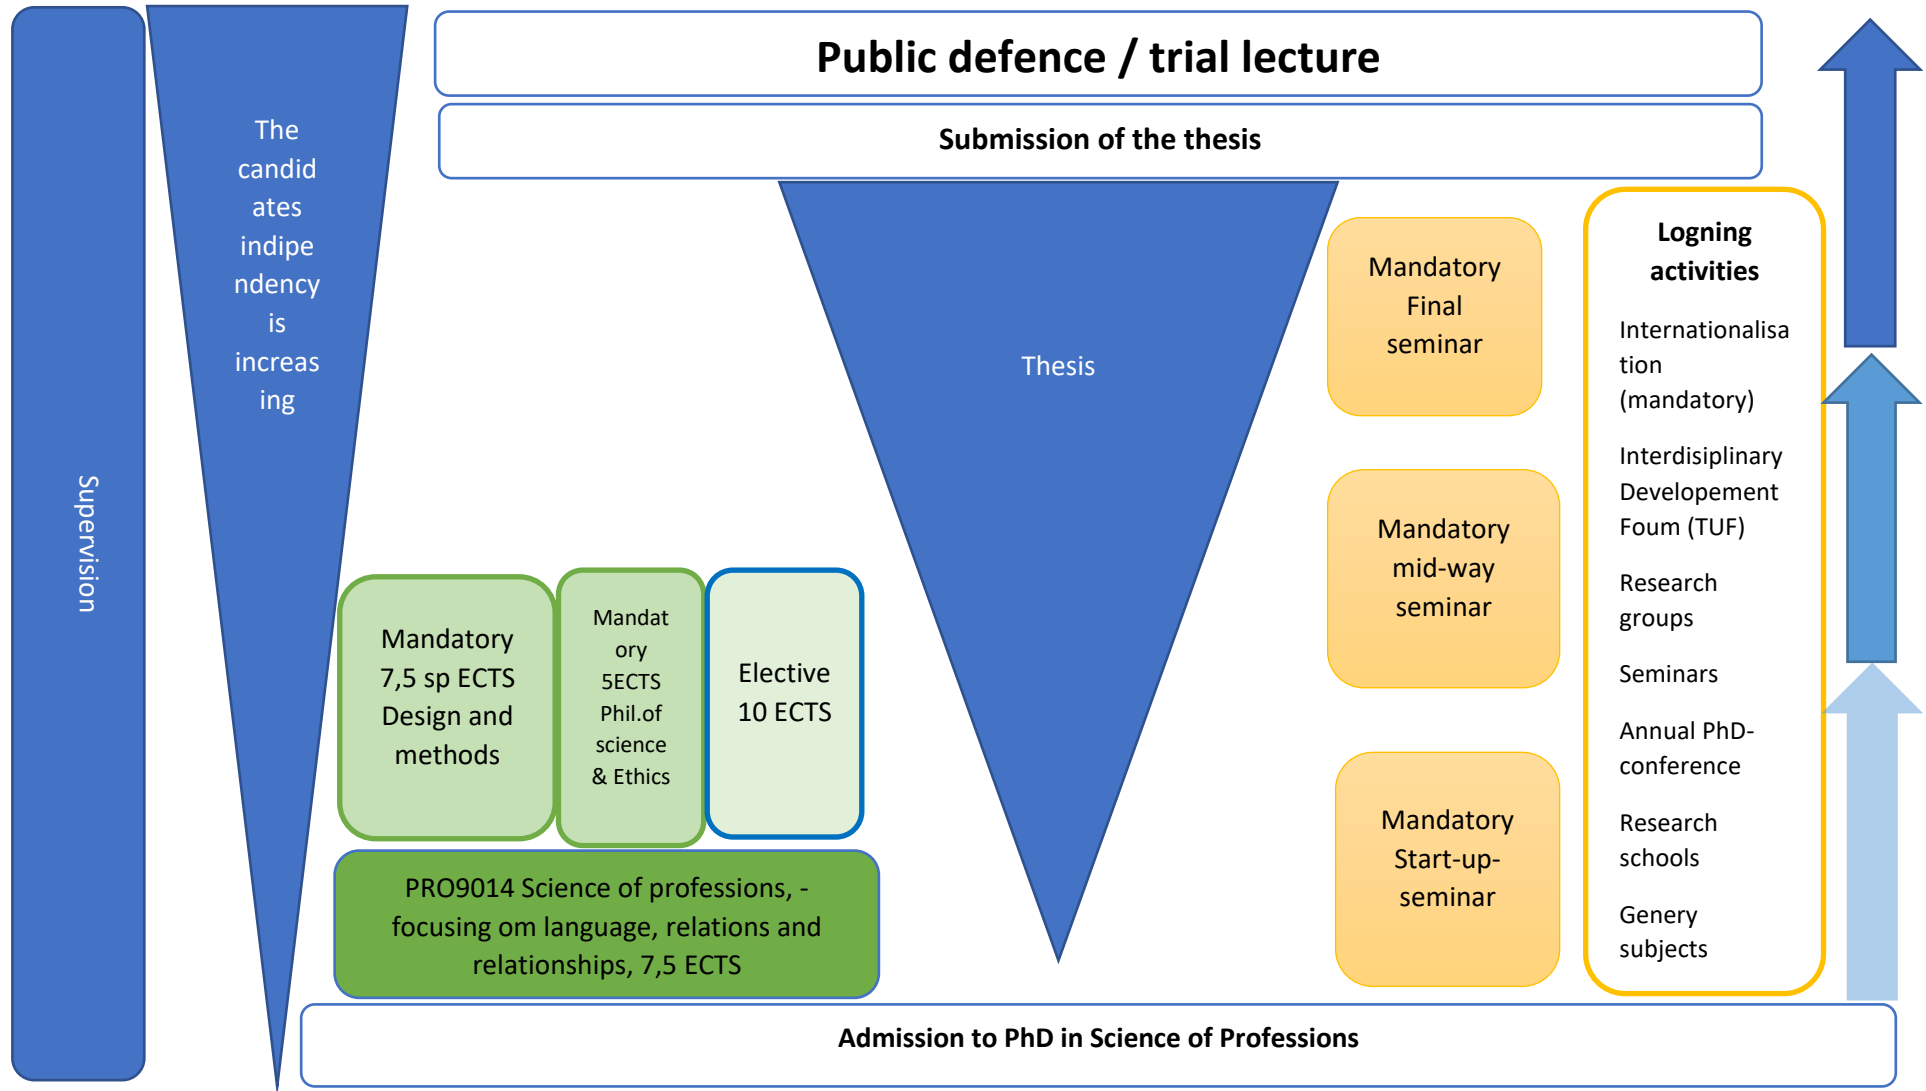 Public defence / trial lecture
Submission of the thesis
Supervision
The
candid
ates
indipe
ndency
is
increas
ing
Thesis
Mandatory
Final
seminar
Mandatory
mid-way
seminar
Mandatory
Start-up-
seminar
Logning
activities
Internationalisa
tion
(mandatory)
Interdisiplinary
Developement
Foum (TUF)
Research
groups
Seminars
Annual PhD-
conference
Research
schools
Genery
subjects
Mandatory
7,5 sp ECTS
Design and
methods
Mandat
ory
5ECTS
Phil.of
science
& Ethics
Elective
10 ECTS
PRO9014 Science of professions, -
focusing om language, relations and
relationships, 7,5 ECTS
Admission to PhD in Science of Professions